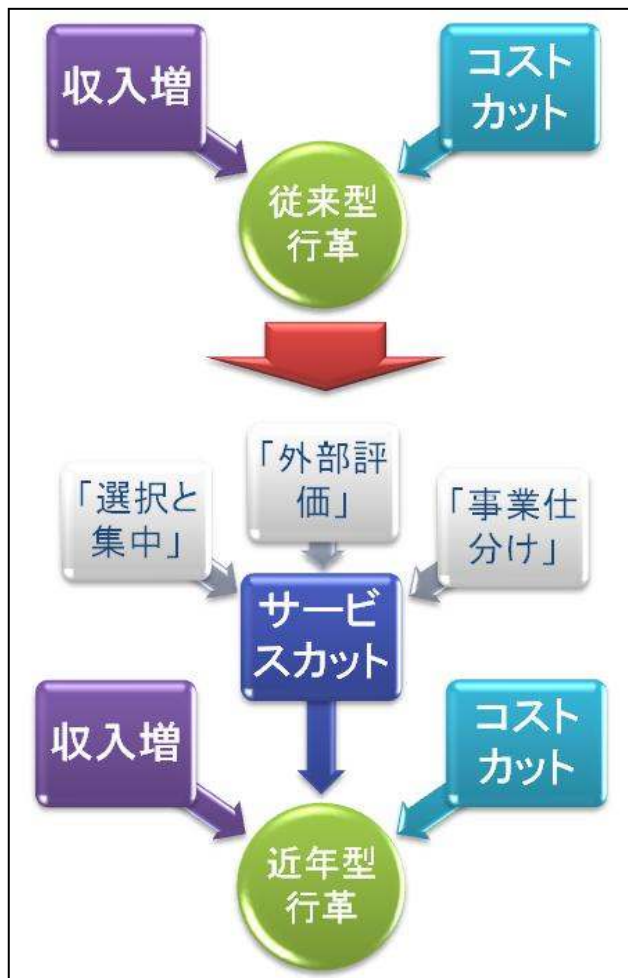 収入増
コスト
カット
従来型
行革
「外部評
価」
「選択と
集中」
「事業仕
分け」
サービ
スカット
収入増
コスト
カット
近年型
行革